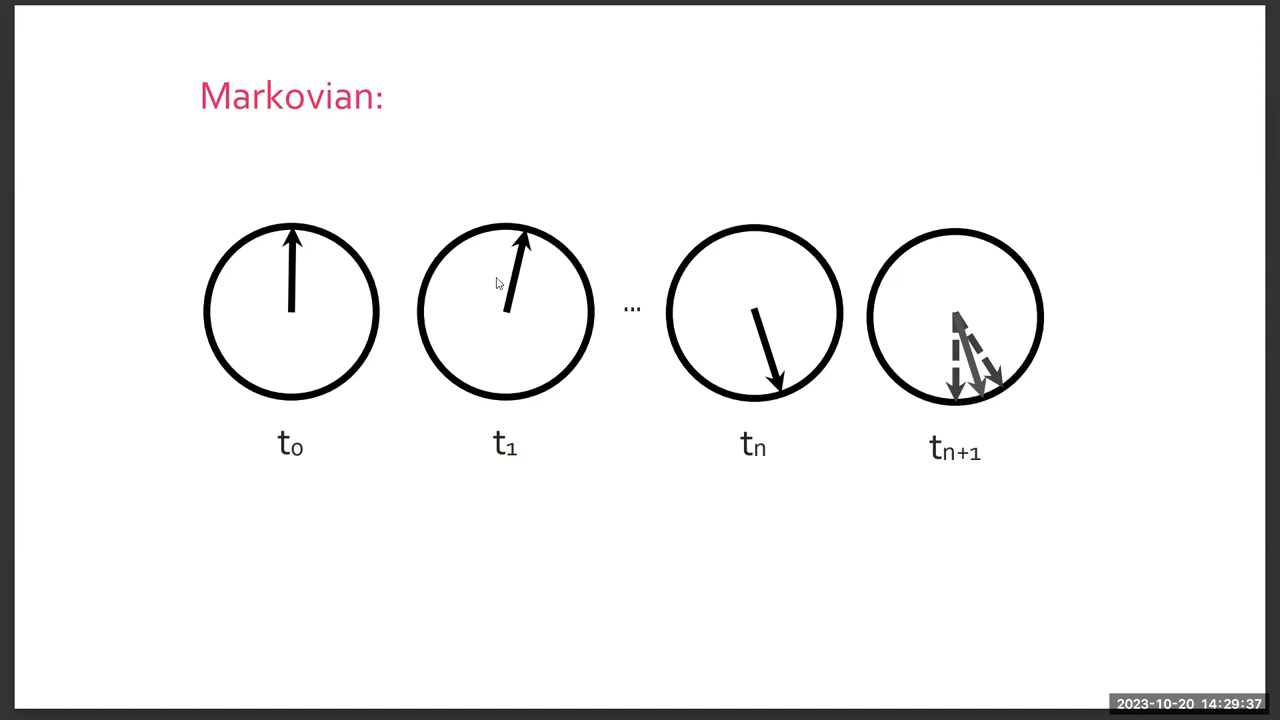 Markovian:
...
t₀ t₁ tₙ tₙ₊₁
2023-10-20 14:29:37